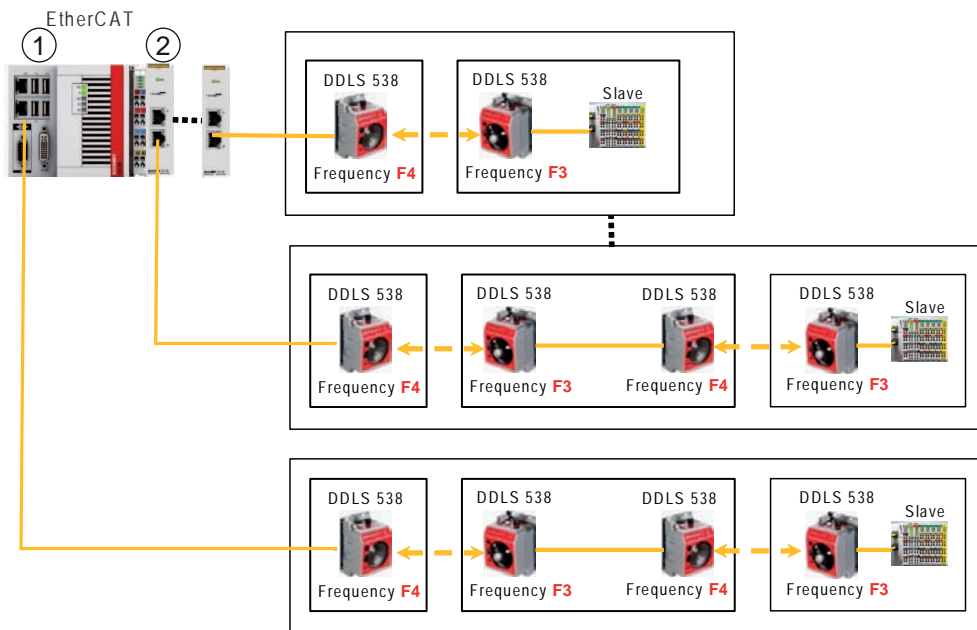 EtherCAT
1
2
DDLS 538
DDLS 538
Slave
Frequency F4
Frequency F3
DDLS 538
DDLS 538
DDLS 538
DDLS 538
Slave
Frequency F4
Frequency F3
Frequency F4
Frequency F3
DDLS 538
DDLS 538
DDLS 538
DDLS 538
Slave
Frequency F4
Frequency F3
Frequency F4
Frequency F3